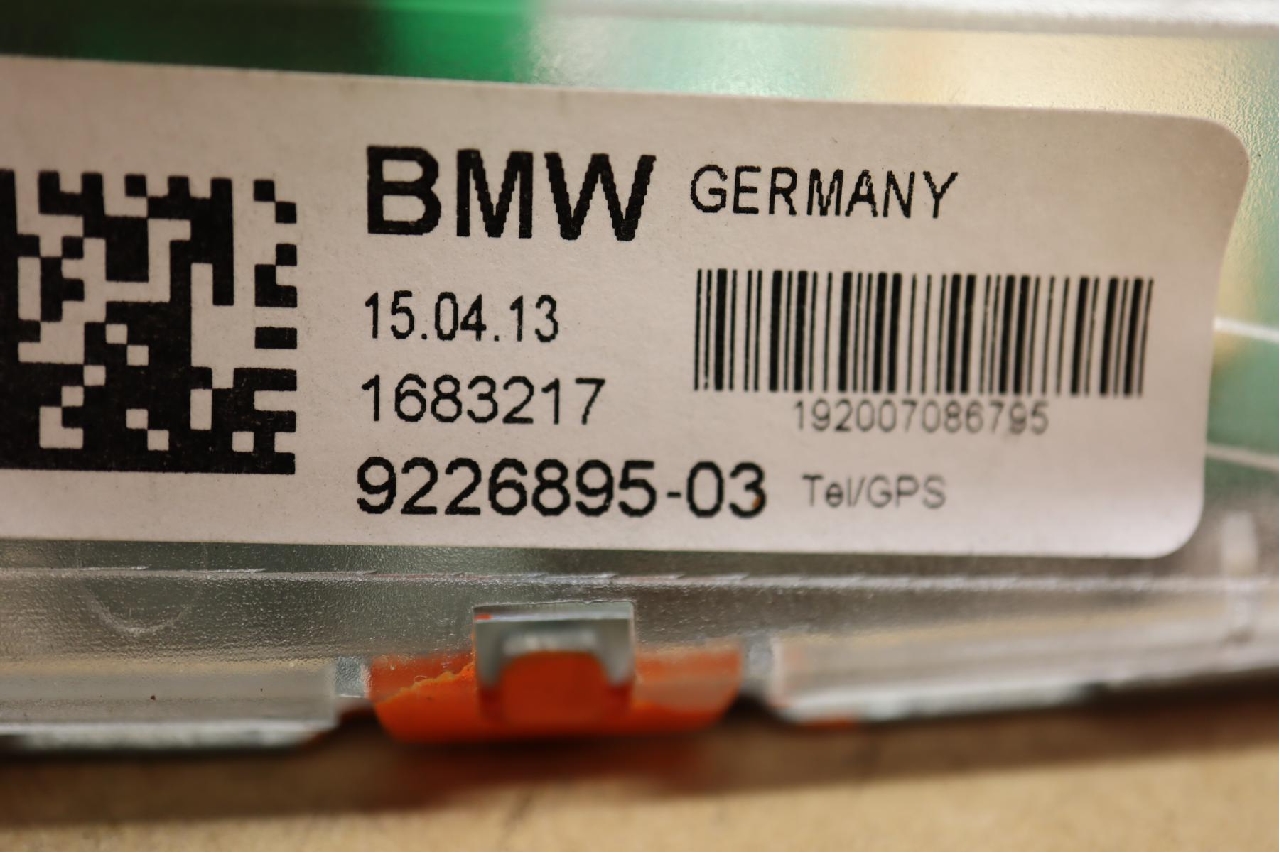 BMW GERMANY
15.04.13
1683217
192007086795
9226895-03 Tel/GPS